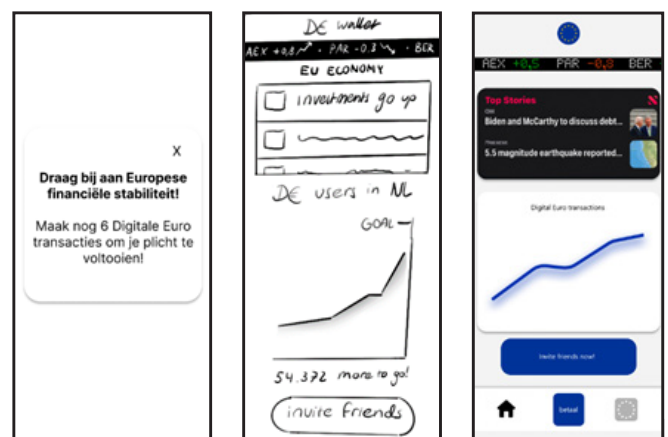 X
Draag bij aan Europese
financiële stabiliteit!
Maak nog 6 Digitale Euro
transacties om je plicht te
voltooien!
DE wallet
AEX +0,8 · PAR -0.3 · BER
EU ECONOMY
investments go up
DE users in NL
GOAL
54.372 more to go!
invite friends
AEX +0,5 PAR -0,8 BER
Top Stories
Biden and McCarthy to discuss debt...
5.5 magnitude earthquake reported...
Digital Euro transactions
Invite friends now!
betaal